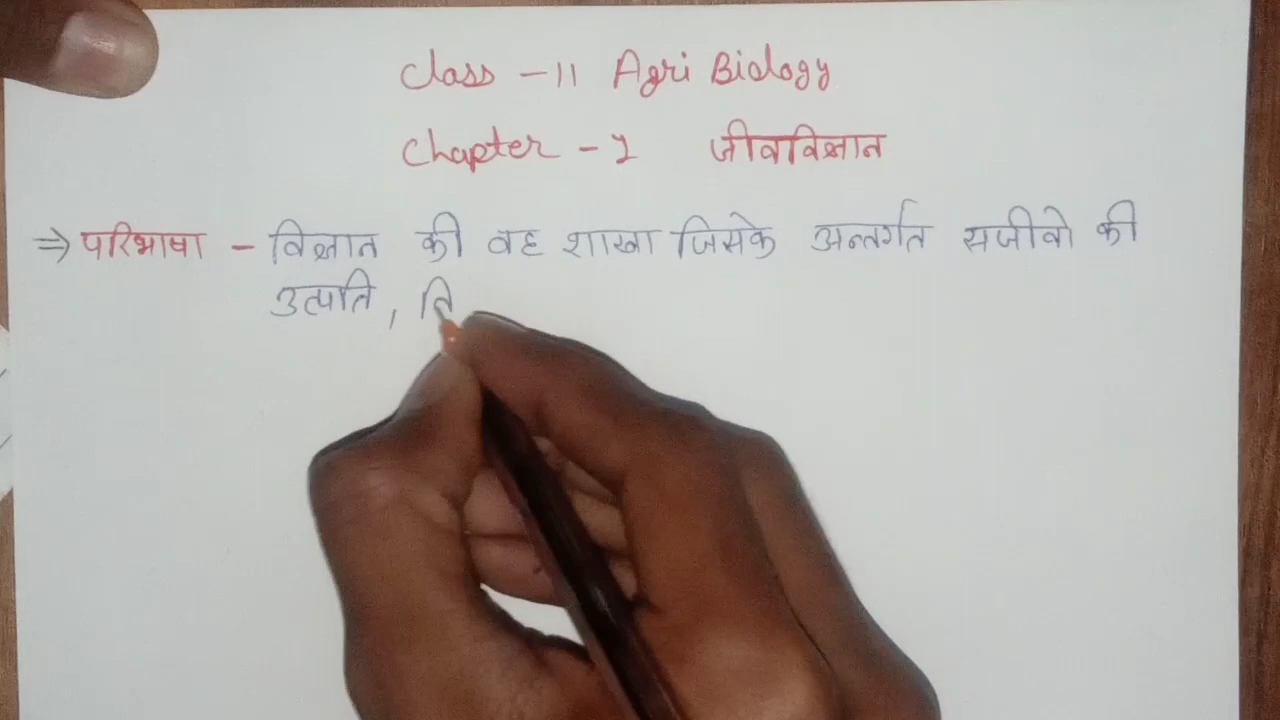 Class - 11 Agri Biology
Chapter - 1 जीवविज्ञान
⇒ परिभाषा - विज्ञान की वह शाखा जिसके अन्तर्गत सजीवो की
उत्पति,